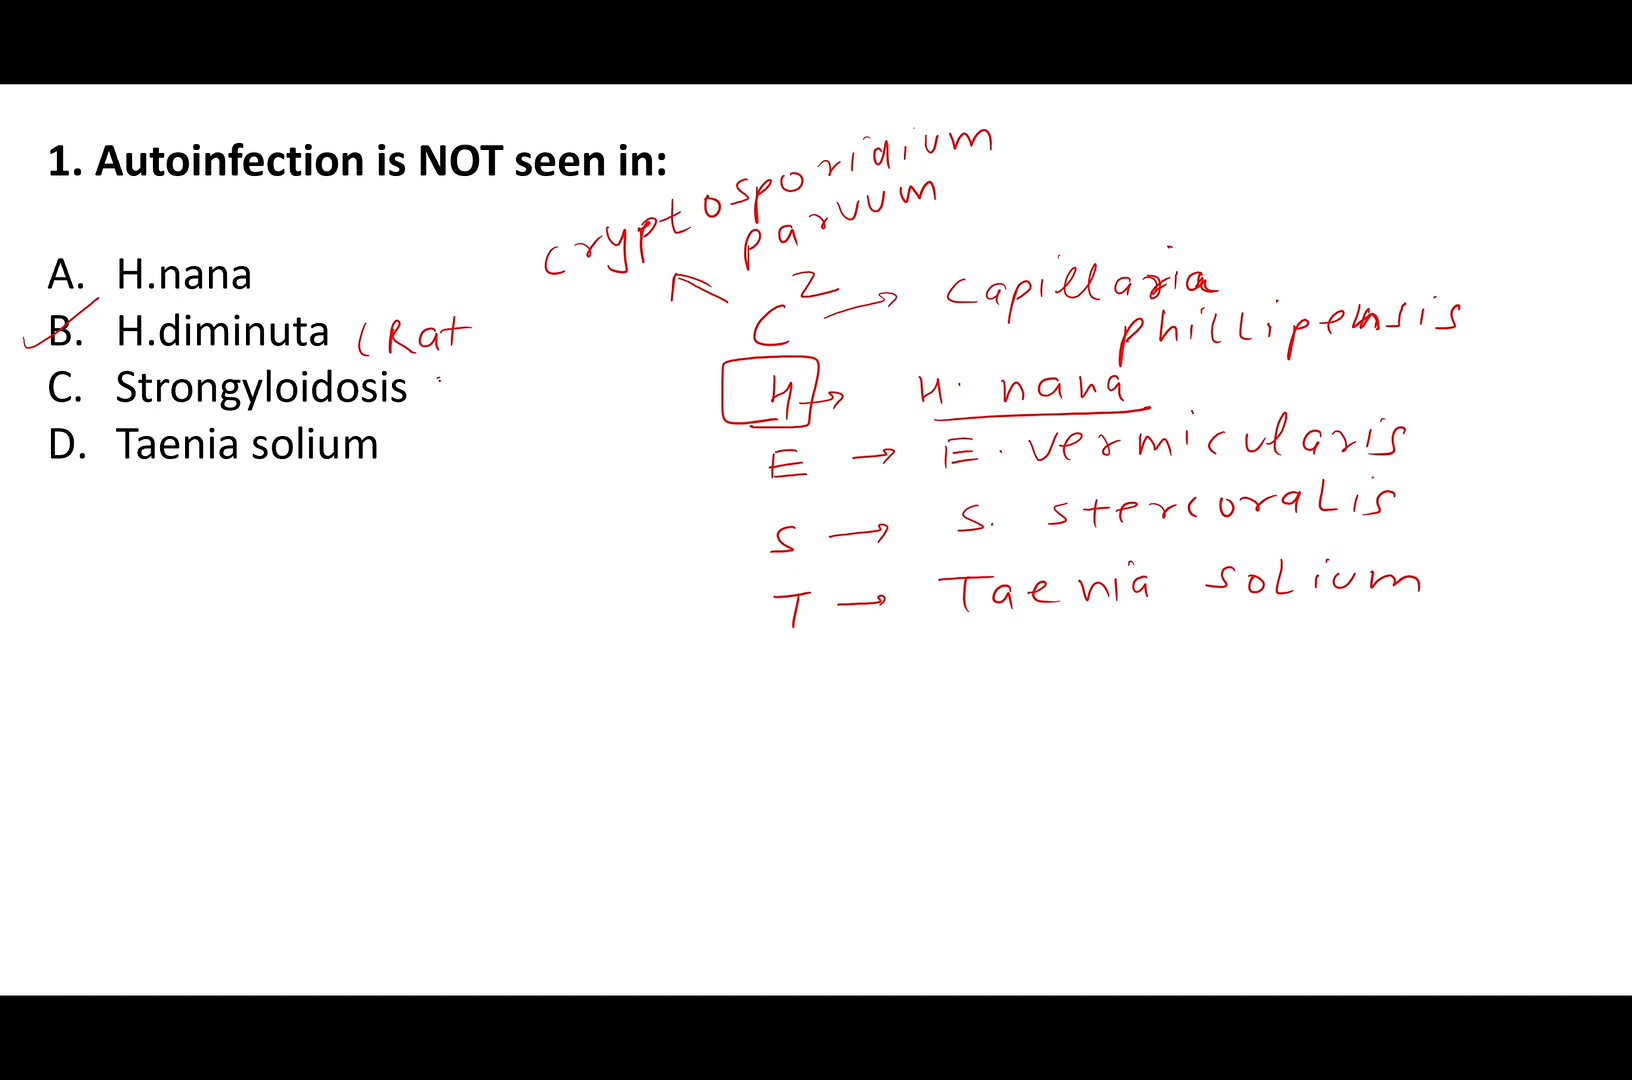 1. Autoinfection is NOT seen in:
A. H.nana
B. H.diminuta (Rat
C. Strongyloidosis
D. Taenia solium
cryptosporidium
parvum
C2 → capillaria
phillipensis
H → H. nana
E → E. vermicularis
S → S. stercoralis
T → Taenia solium